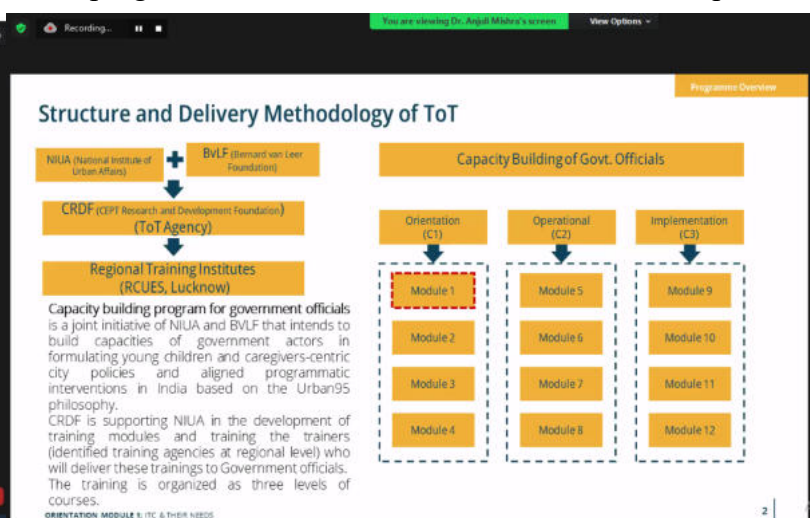 Recording...
You are viewing Dr. Anjuli Mishra's screen
View Options
Programme Overview
Structure and Delivery Methodology of ToT
NIUA (National Institute of
Urban Affairs)
BvLF (Bernard van Leer
Foundation)
CRDF (CEPT Research and Development Foundation)
(ToT Agency)
Regional Training Institutes
(RCUES, Lucknow)
Capacity building program for government officials
is a joint initiative of NIUA and BVLF that intends to
build capacities of government actors in
formulating young children and caregivers-centric
city policies and aligned programmatic
interventions in India based on the Urban95
philosophy.
CRDF is supporting NIUA in the development of
training modules and training the trainers
(identified training agencies at regional level) who
will deliver these trainings to Government officials.
The training is organized as three levels of
courses.
Capacity Building of Govt. Officials
Orientation
(C1)
Module 1
Module 2
Module 3
Module 4
Operational
(C2)
Module 5
Module 6
Module 7
Module 8
Implementation
(C3)
Module 9
Module 10
Module 11
Module 12
ORIENTATION MODULE 1: ITC & THEIR NEEDS
2